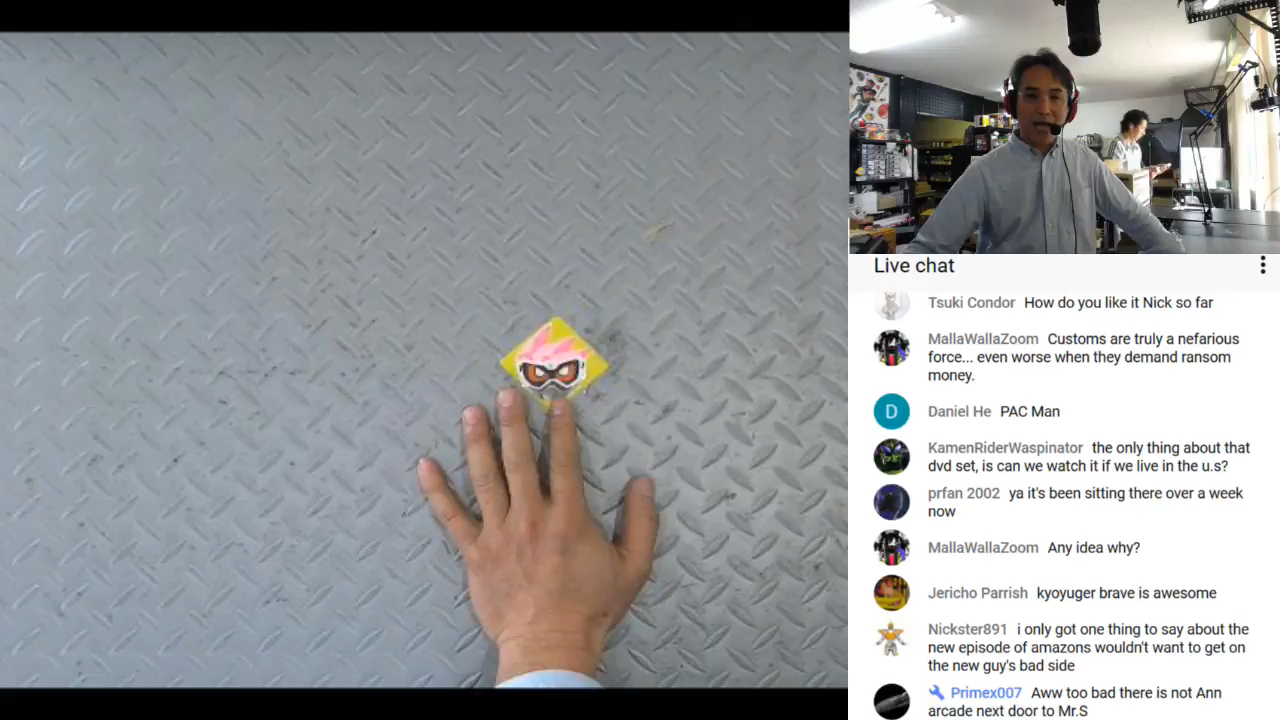 Live chat
Tsuki Condor How do you like it Nick so far
MallaWallaZoom Customs are truly a nefarious
force... even worse when they demand ransom
money.
D Daniel He PAC Man
KamenRiderWaspinator the only thing about that
dvd set, is can we watch it if we live in the u.s?
prfan 2002 ya it's been sitting there over a week
now
MallaWallaZoom Any idea why?
Jericho Parrish kyoyuger brave is awesome
Nickster891 i only got one thing to say about the
new episode of amazons wouldn't want to get on
the new guy's bad side
Primex007 Aww too bad there is not Ann
arcade next door to Mr.S